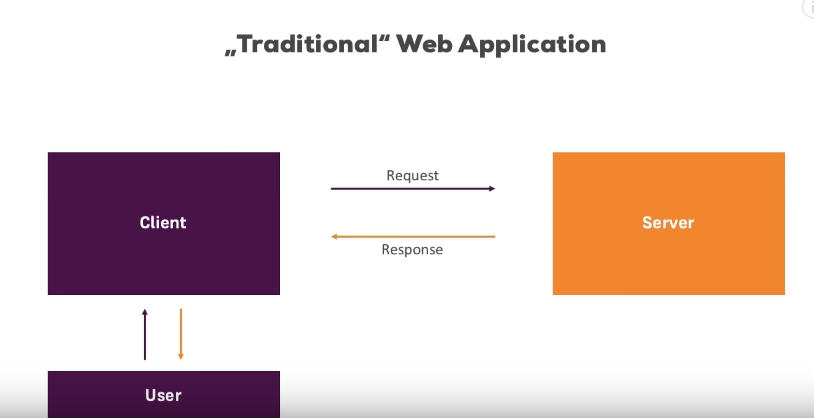 „Traditional“ Web Application
Request
Client
Server
Response
User